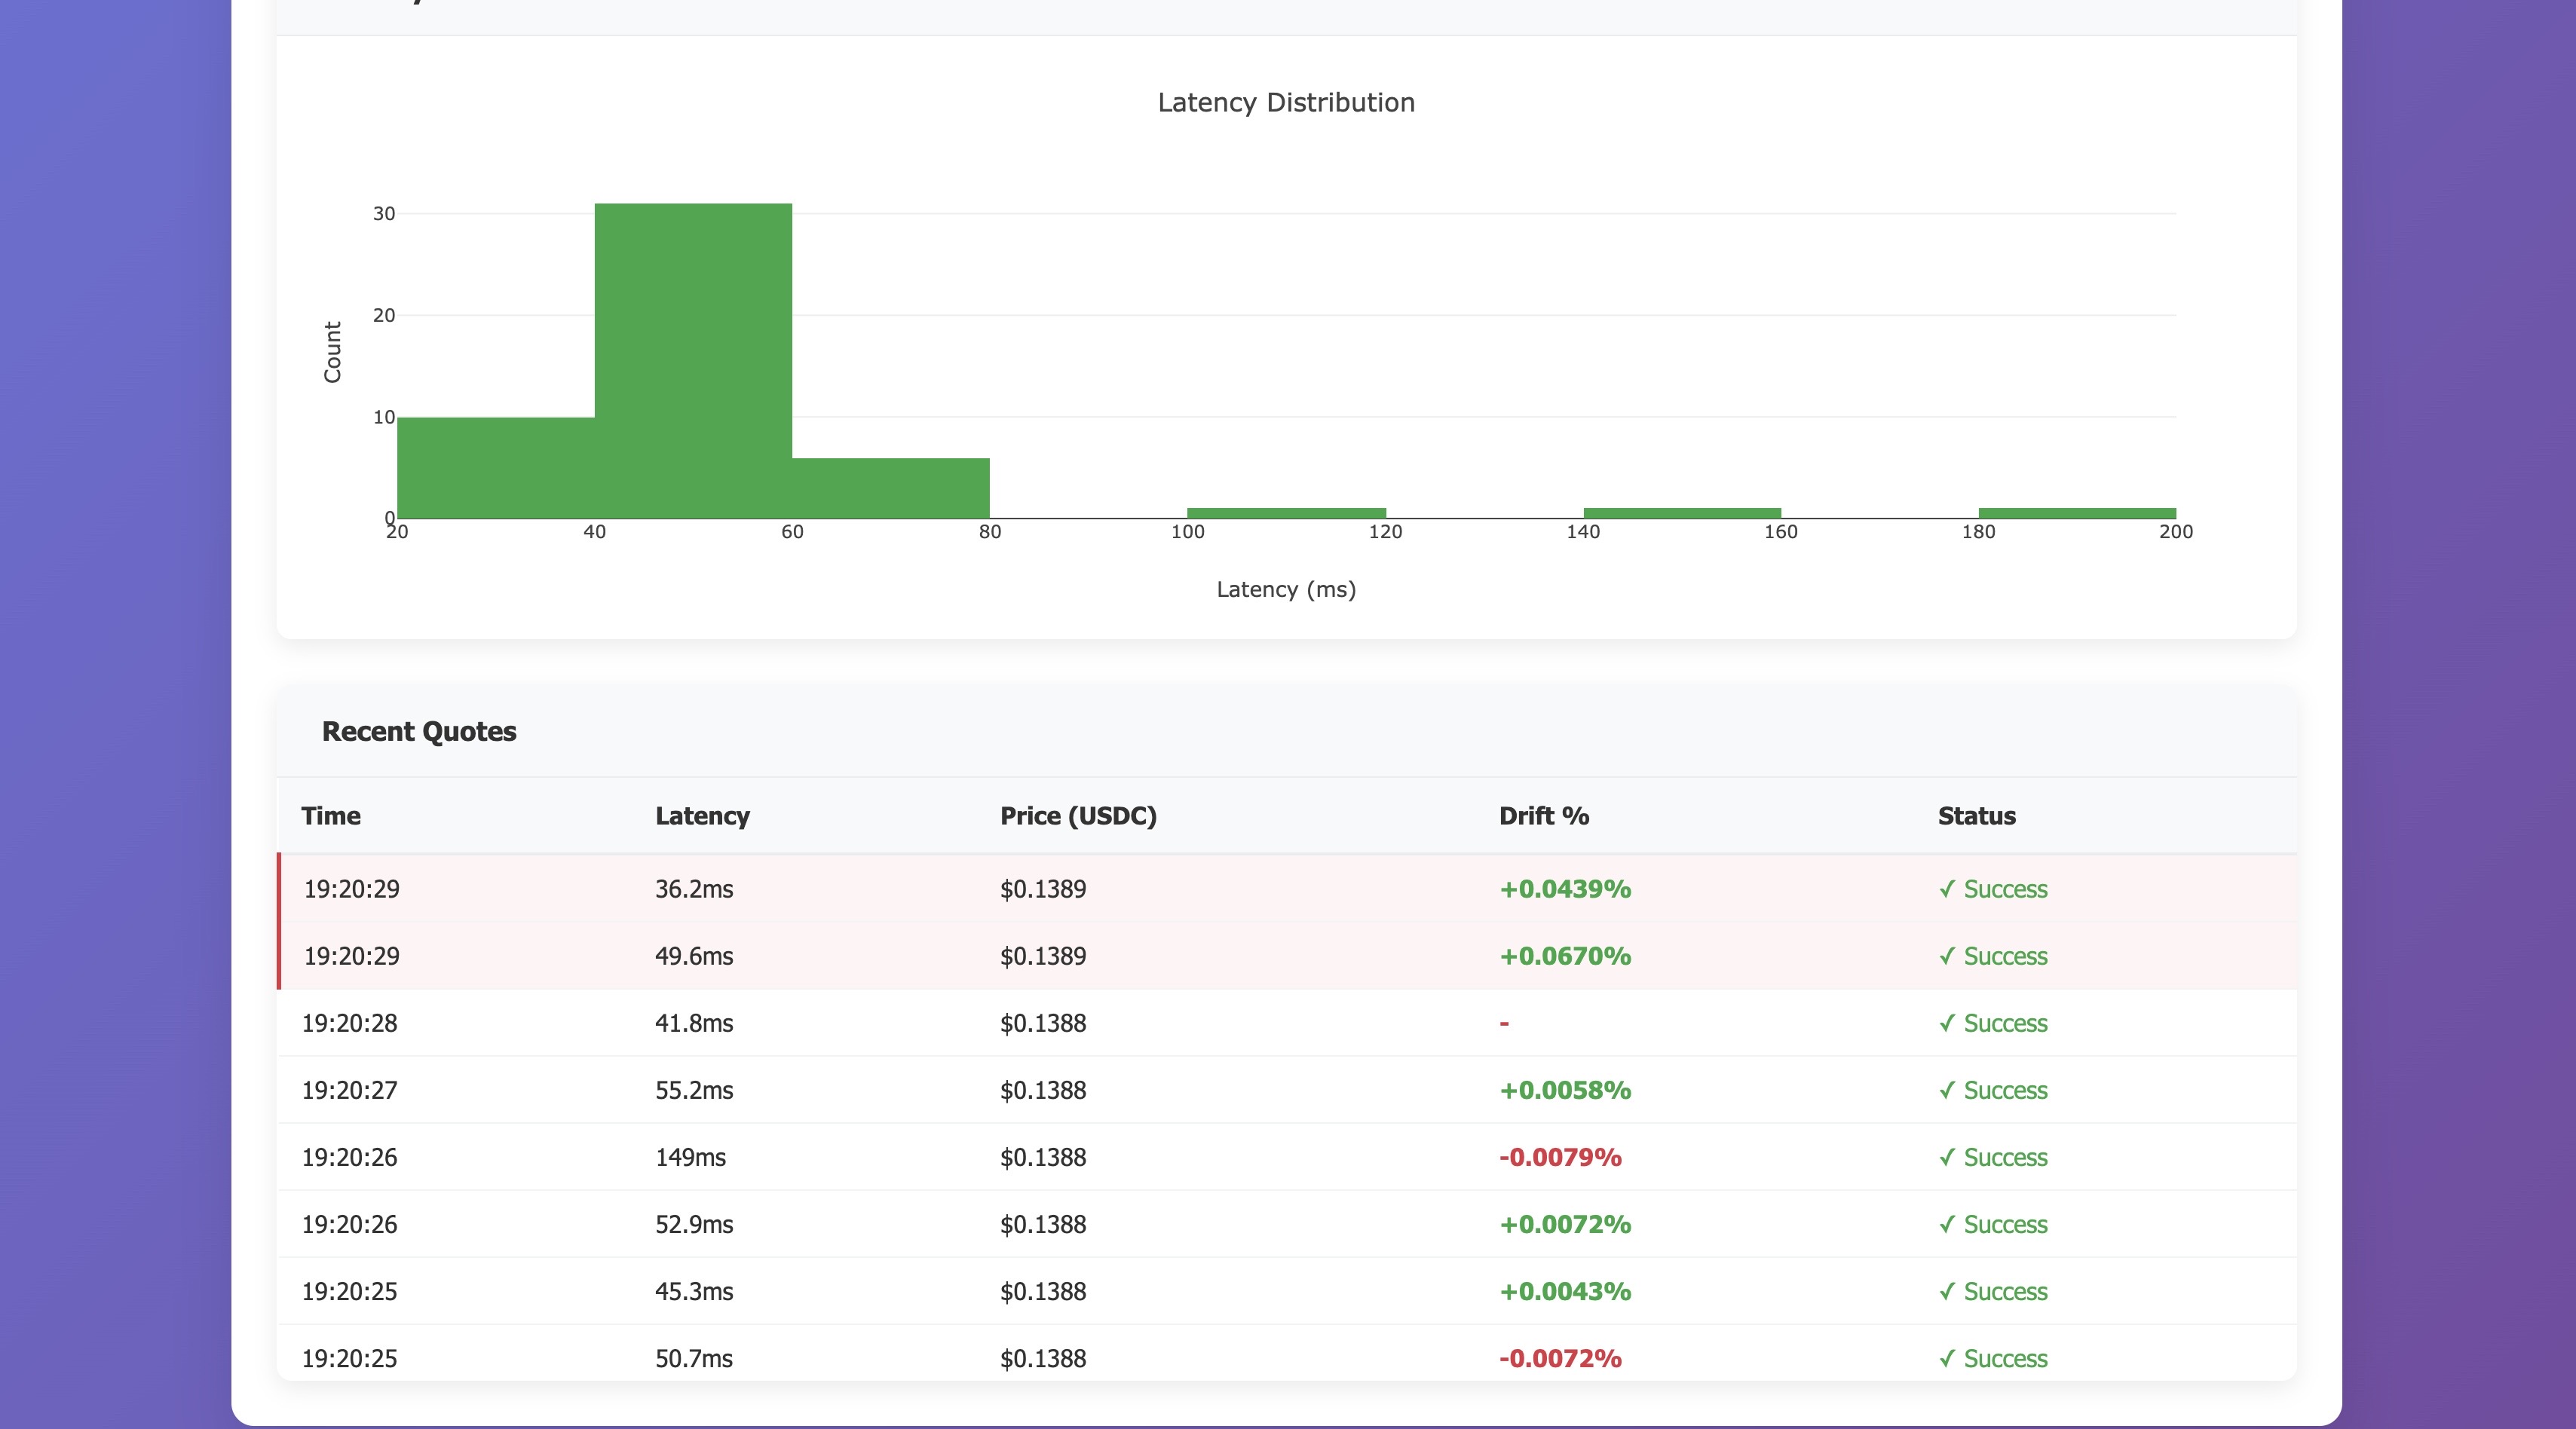 Latency Distribution
30
20
10
0
Count
20 40 60 80 100 120 140 160 180 200
Latency (ms)
Recent Quotes
Time Latency Price (USDC) Drift % Status
19:20:29 36.2ms $0.1389 +0.0439% ✓ Success
19:20:29 49.6ms $0.1389 +0.0670% ✓ Success
19:20:28 41.8ms $0.1388 - ✓ Success
19:20:27 55.2ms $0.1388 +0.0058% ✓ Success
19:20:26 149ms $0.1388 -0.0079% ✓ Success
19:20:26 52.9ms $0.1388 +0.0072% ✓ Success
19:20:25 45.3ms $0.1388 +0.0043% ✓ Success
19:20:25 50.7ms $0.1388 -0.0072% ✓ Success